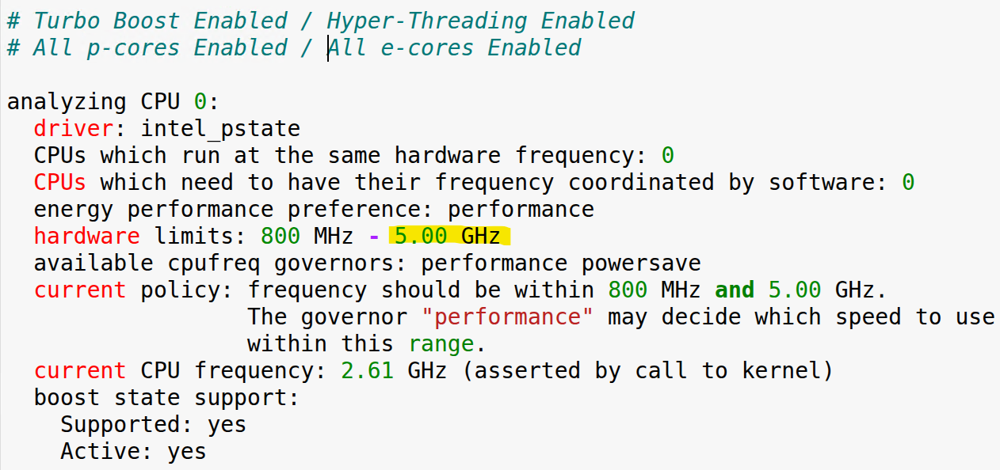 # Turbo Boost Enabled / Hyper-Threading Enabled
# All p-cores Enabled / All e-cores Enabled
analyzing CPU 0:
driver: intel_pstate
CPUs which run at the same hardware frequency: 0
CPUs which need to have their frequency coordinated by software: 0
energy performance preference: performance
hardware limits: 800 MHz - 5.00 GHz
available cpufreq governors: performance powersave
current policy: frequency should be within 800 MHz and 5.00 GHz.
The governor "performance" may decide which speed to use
within this range.
current CPU frequency: 2.61 GHz (asserted by call to kernel)
boost state support:
Supported: yes
Active: yes